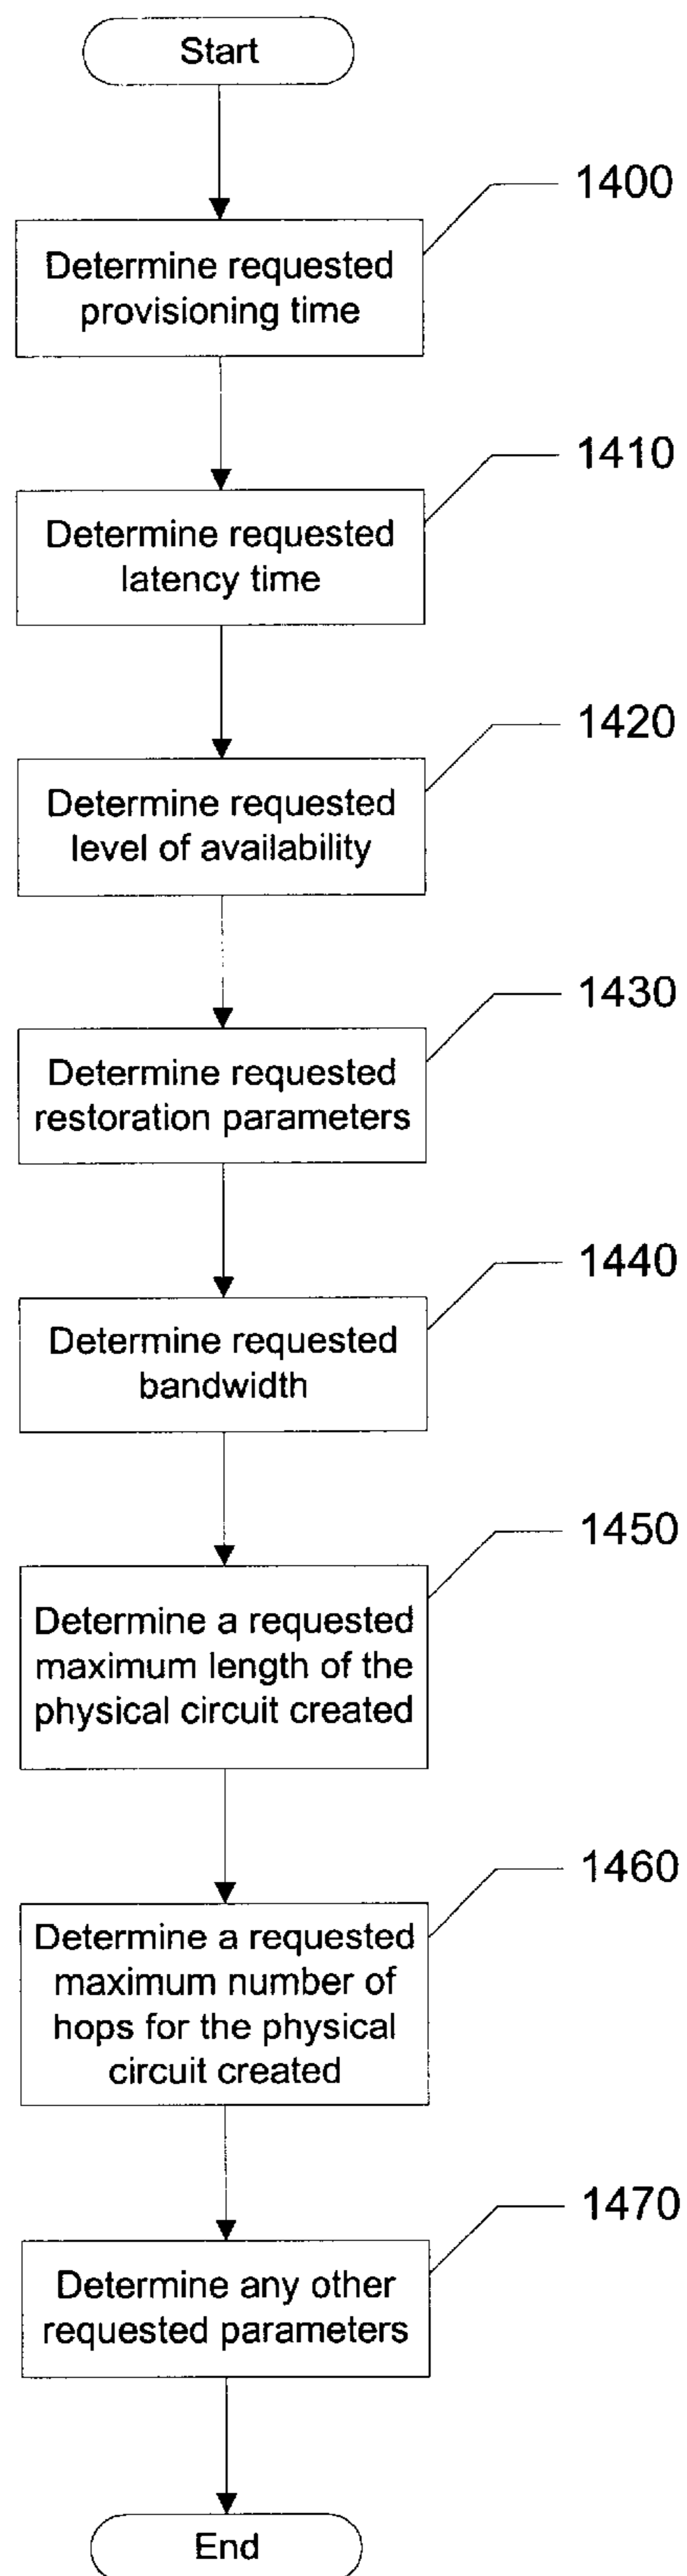 Start
1400
Determine requested
provisioning time
1410
Determine requested
latency time
1420
Determine requested
level of availability
1430
Determine requested
restoration parameters
1440
Determine requested
bandwidth
1450
Determine a requested
maximum length of the
physical circuit created
1460
Determine a requested
maximum number of
hops for the physical
circuit created
1470
Determine any other
requested parameters
End